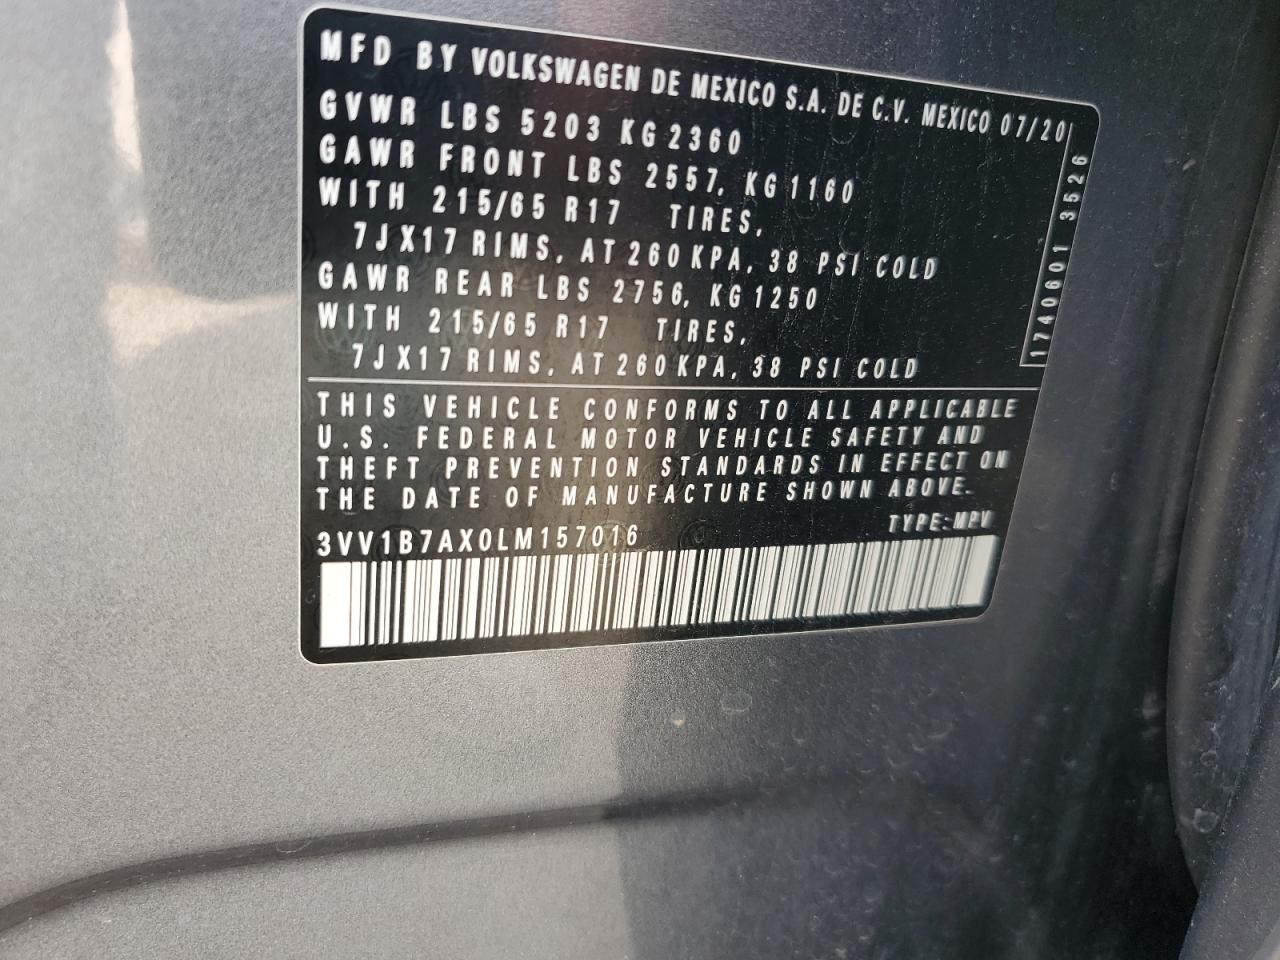 MFD BY VOLKSWAGEN DE MEXICO S.A. DE C.V. MEXICO 07/20
GVWR LBS 5203 KG 2360
GAWR FRONT LBS 2557, KG 1160
WITH 215/65 R17 TIRES,
7JX17 RIMS, AT 260 KPA, 38 PSI COLD
GAWR REAR LBS 2756, KG 1250
WITH 215/65 R17 TIRES,
7JX17 RIMS, AT 260 KPA, 38 PSI COLD
1740601 3526
THIS VEHICLE CONFORMS TO ALL APPLICABLE
U.S. FEDERAL MOTOR VEHICLE SAFETY AND
THEFT PREVENTION STANDARDS IN EFFECT ON
THE DATE OF MANUFACTURE SHOWN ABOVE.
3VV1B7AX0LM157016 TYPE: MPV